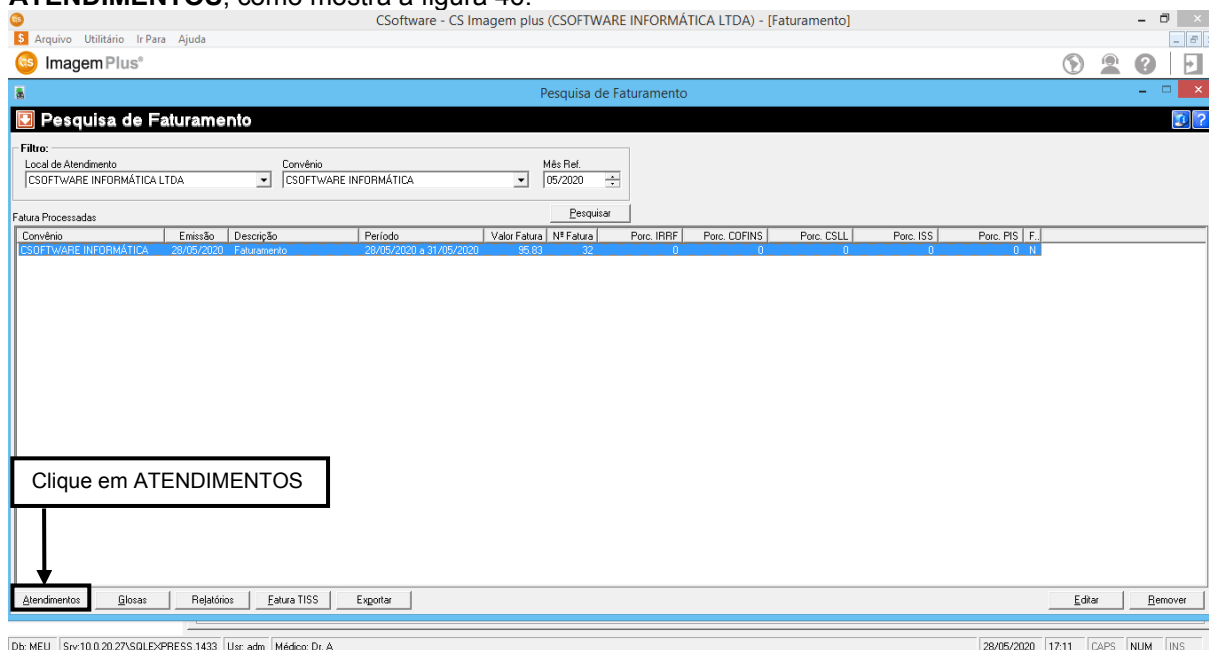 ATENDIMENTOS, como mostra a figura 46.
CSoftware - CS Imagem plus (CSOFTWARE INFORMÁTICA LTDA) - [Faturamento]
S Arquivo Utilitário Ir Para Ajuda
cs Imagem Plus®
Pesquisa de Faturamento
Pesquisa de Faturamento
Filtro:
Local de Atendimento Convênio Mês Ref.
CSOFTWARE INFORMÁTICA LTDA CSOFTWARE INFORMÁTICA 05/2020
Pesquisar
Fatura Processadas
Convênio Emissão Descrição Período Valor Fatura Nª Fatura Porc. IRRF Porc. COFINS Porc. CSLL Porc. ISS Porc. PIS F..
CSOFTWARE INFORMÁTICA 28/05/2020 Faturamento 28/05/2020 a 31/05/2020 95.83 32 0 0 0 0 0 N
Clique em ATENDIMENTOS
Atendimentos Glosas Relatórios Fatura TISS Exportar Editar Remover
Db: MEU Srv:10.0.20.27\SQLEXPRESS,1433 Usr: adm Médico: Dr. A 28/05/2020 17:11 CAPS NUM INS